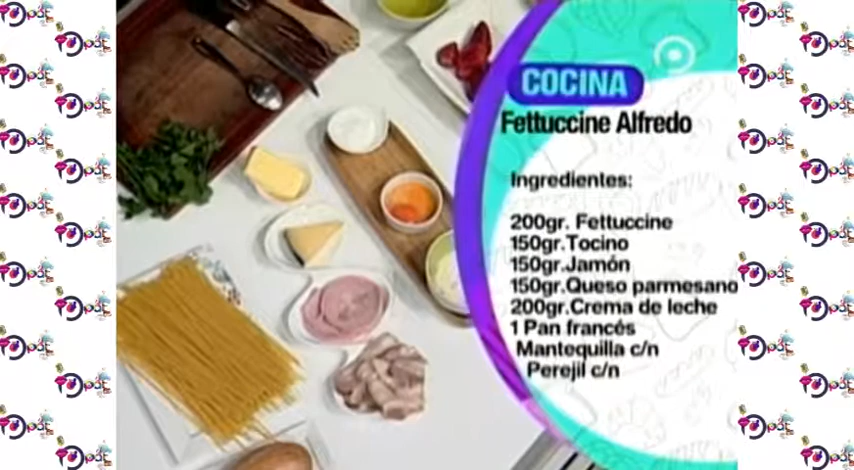 COCINA
Fettuccine Alfredo
Ingredientes:
200gr. Fettuccine
150gr.Tocino
150gr.Jamón
150gr.Queso parmesano
200gr.Crema de leche
1 Pan francés
Mantequilla c/n
Perejil c/n